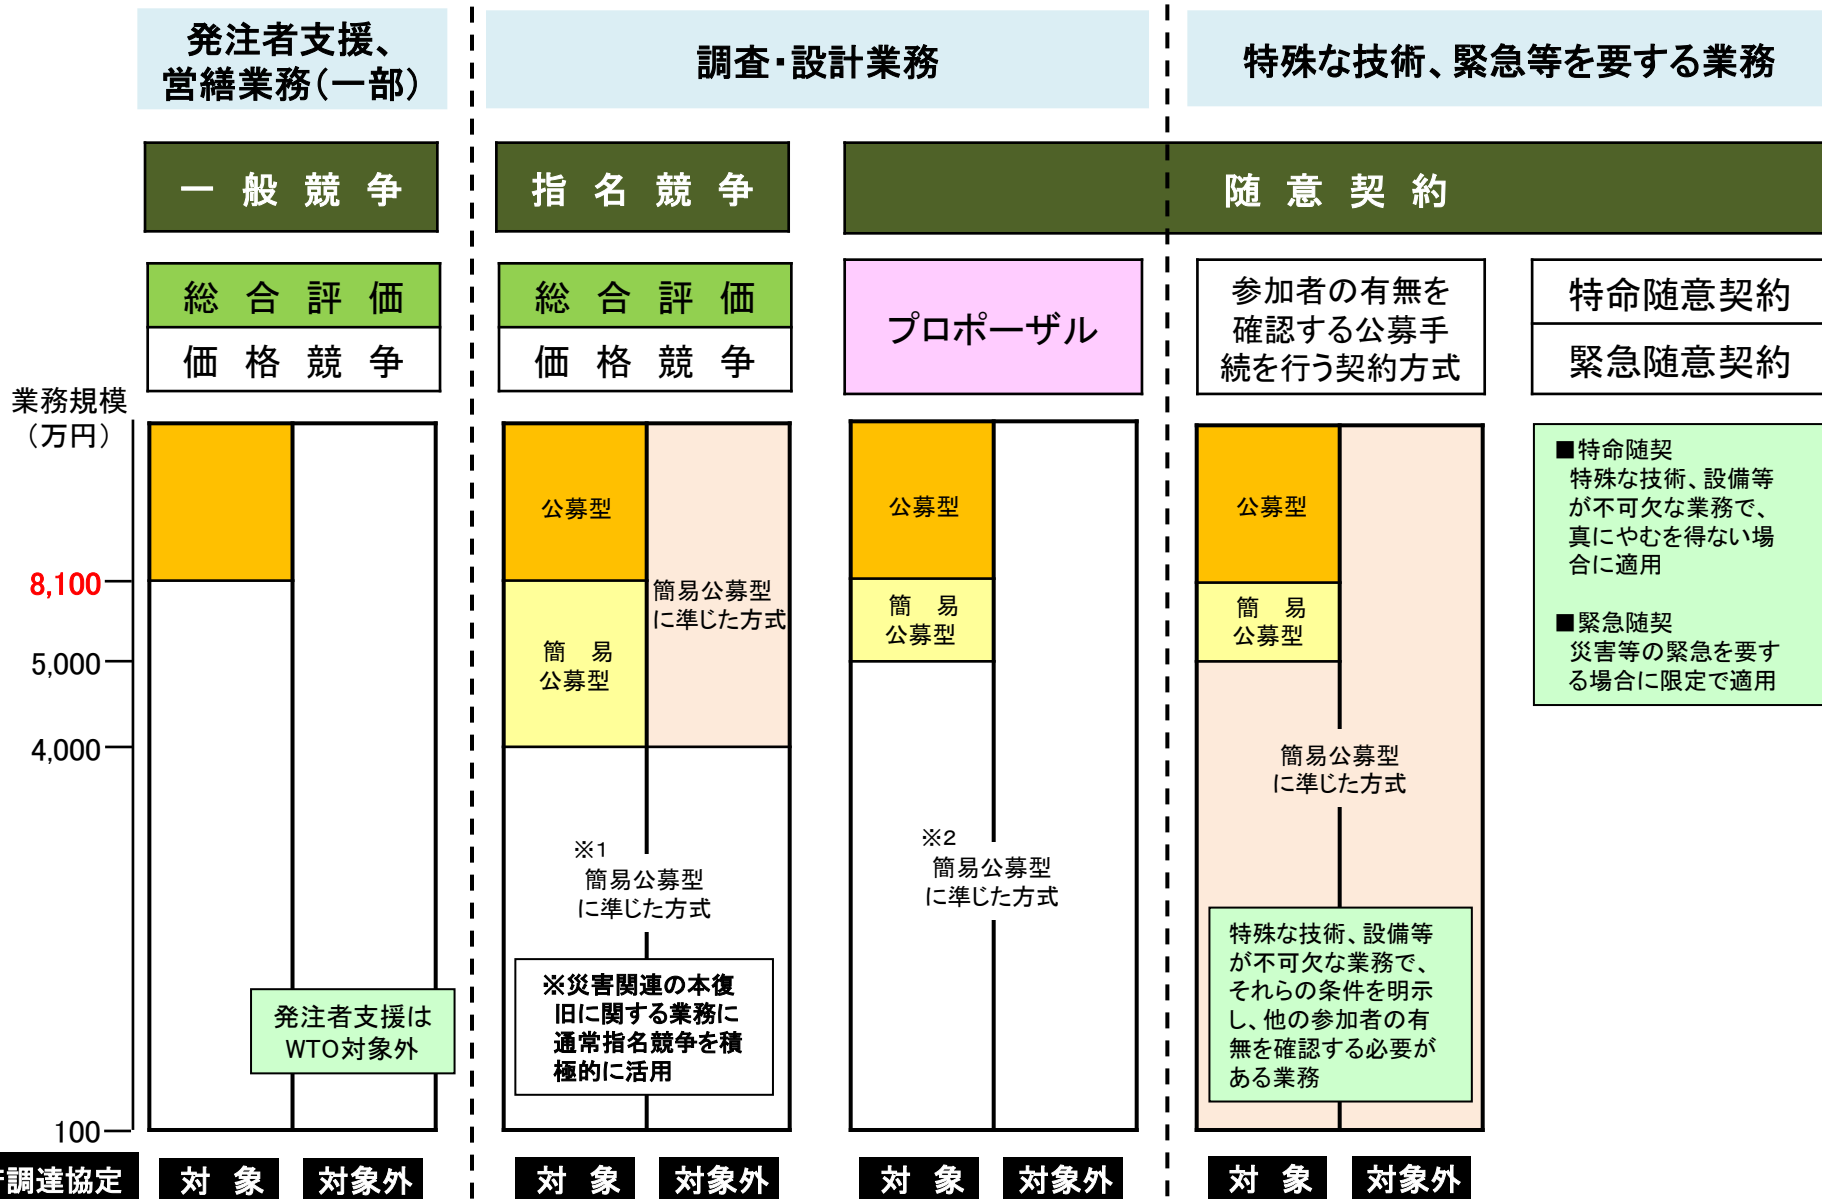 発注者支援、
営繕業務（一部）
調査・設計業務
特殊な技術、緊急等を要する業務
一般競争
指名競争
随意契約
総合評価
価格競争
総合評価
価格競争
プロポーザル
参加者の有無を
確認する公募手
続を行う契約方式
特命随意契約
緊急随意契約
業務規模
（万円）
8,100
5,000
4,000
100
発注者支援は
WTO対象外
公募型
簡易
公募型
簡易公募型
に準じた方式
※1
簡易公募型
に準じた方式
※災害関連の本復
旧に関する業務に
通常指名競争を積
極的に活用
公募型
簡易
公募型
※2
簡易公募型
に準じた方式
公募型
簡易
公募型
簡易公募型
に準じた方式
特殊な技術、設備等
が不可欠な業務で、
それらの条件を明示
し、他の参加者の有
無を確認する必要が
ある業務
■特命随契
特殊な技術、設備等
が不可欠な業務で、
真にやむを得ない場
合に適用
■緊急随契
災害等の緊急を要す
る場合に限定で適用
調達協定
対象
対象外
対象
対象外
対象
対象外
対象
対象外